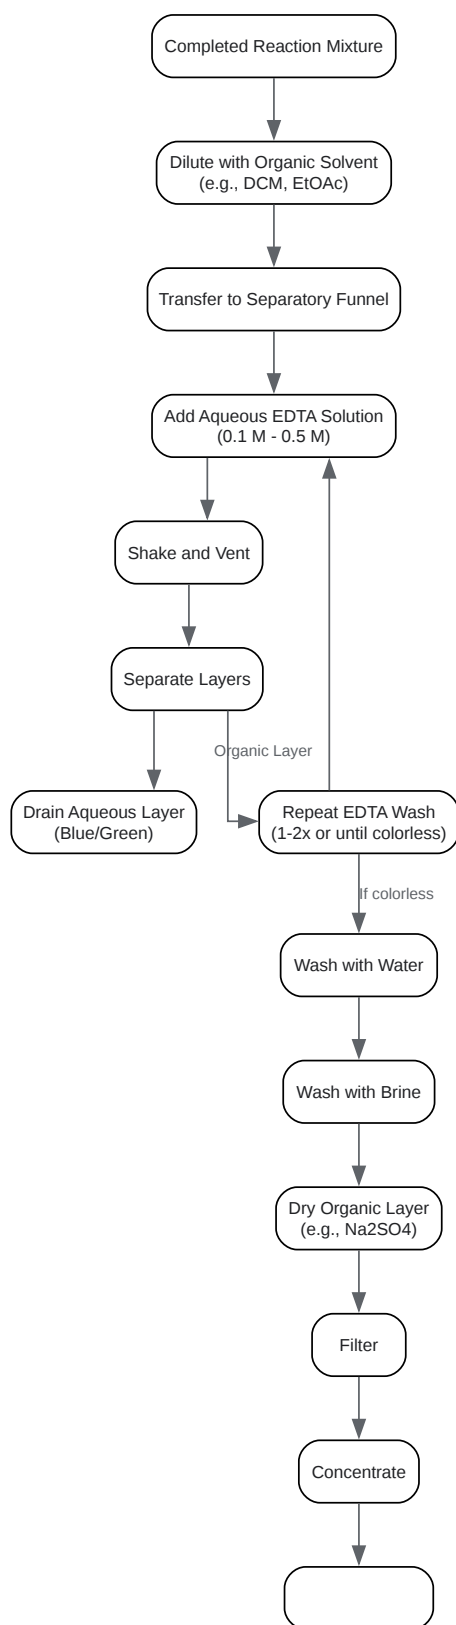 Completed Reaction Mixture
Dilute with Organic Solvent
(e.g., DCM, EtOAc)
Transfer to Separatory Funnel
Add Aqueous EDTA Solution
(0.1 M - 0.5 M)
Shake and Vent
Separate Layers
Organic Layer
Drain Aqueous Layer
(Blue/Green)
Repeat EDTA Wash
(1-2x or until colorless)
If colorless
Wash with Water
Wash with Brine
Dry Organic Layer
(e.g., Na2SO4)
Filter
Concentrate